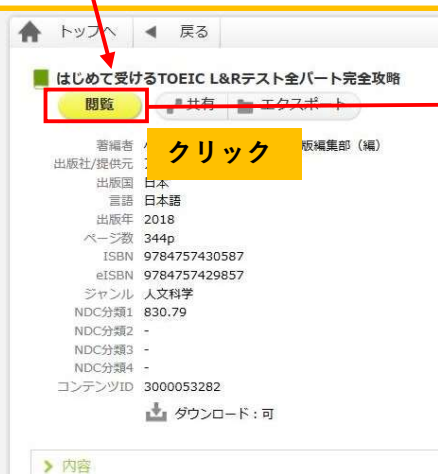 トップへ
戻る
はじめて受けるTOEIC L&Rテスト全パート完全攻略
閲覧
共有
エクスポート
クリック
著編者
版編集部（編）
出版社/提供元
出版国 日本
言語 日本語
出版年 2018
ページ数 344p
ISBN 9784757430587
eISBN 9784757429857
ジャンル 人文科学
NDC分類1 830.79
NDC分類2 -
NDC分類3 -
NDC分類4 -
コンテンツID 3000053282
ダウンロード：可
内容